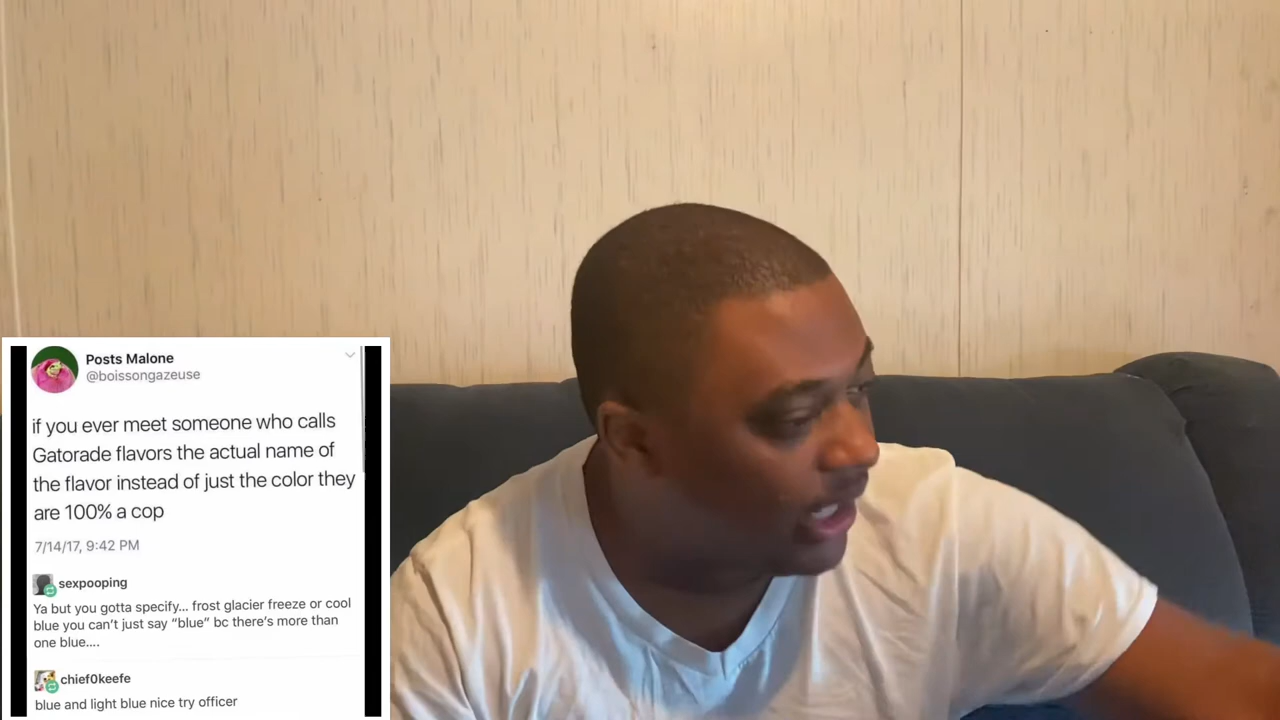 Posts Malone
@boissongazeuse
if you ever meet someone who calls
Gatorade flavors the actual name of
the flavor instead of just the color they
are 100% a cop
7/14/17, 9:42 PM
sexpooping
Ya but you gotta specify... frost glacier freeze or cool
blue you can't just say “blue” bc there's more than
one blue....
chief0keefe
blue and light blue nice try officer